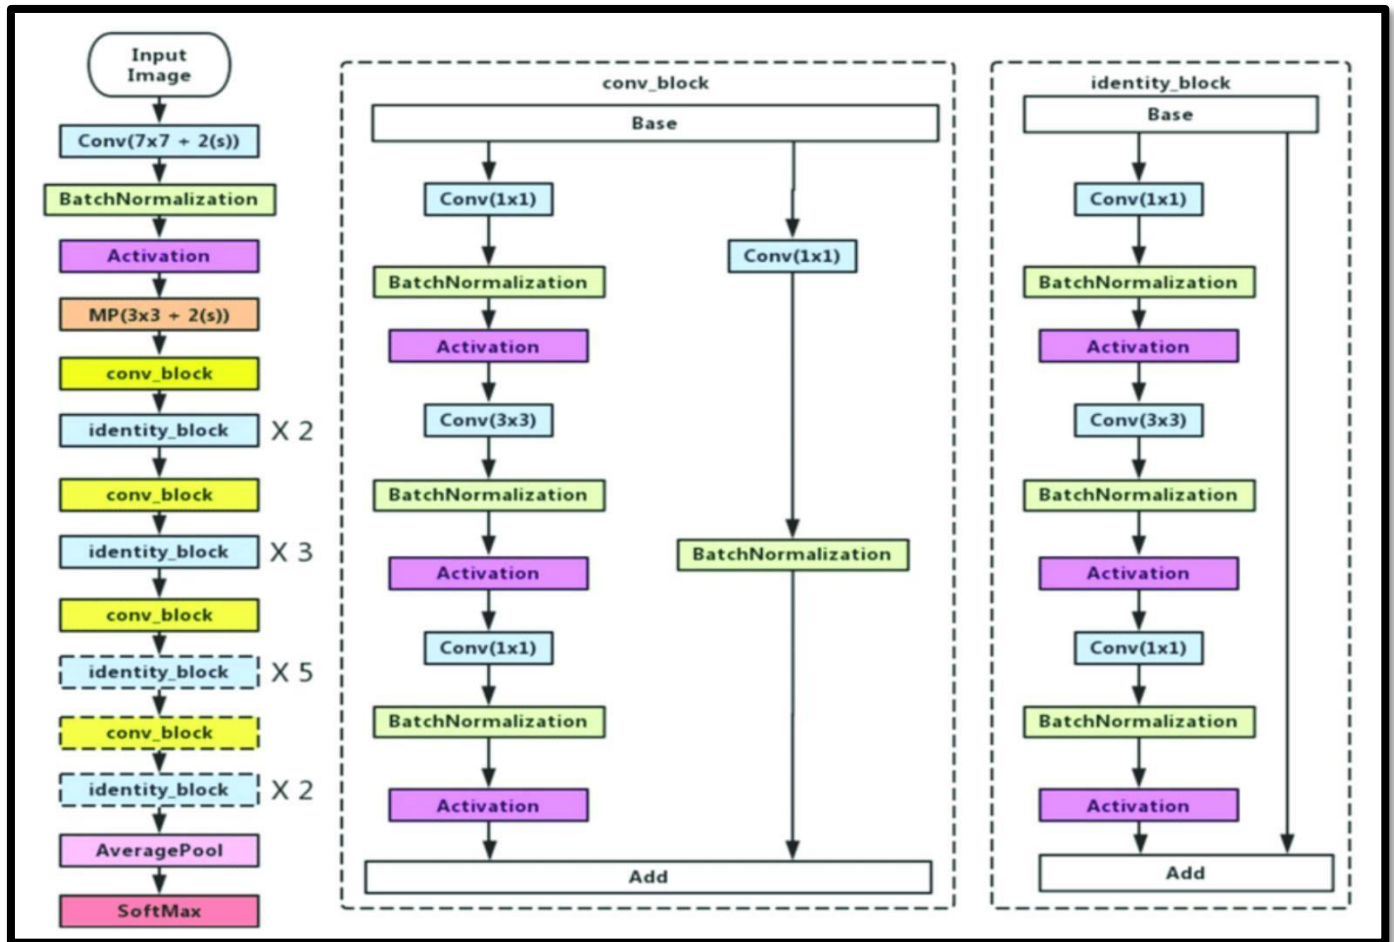 Input
Image
Conv(7x7 + 2(s))
BatchNormalization
Activation
MP(3x3 + 2(s))
conv_block
identity_block X 2
conv_block
identity_block X 3
conv_block
identity_block X 5
conv_block
identity_block X 2
AveragePool
SoftMax
conv_block
Base
Conv(1x1)
BatchNormalization
Activation
Conv(3x3)
BatchNormalization
Activation
Conv(1x1)
BatchNormalization
Activation
Conv(1x1)
BatchNormalization
Add
identity_block
Base
Conv(1x1)
BatchNormalization
Activation
Conv(3x3)
BatchNormalization
Activation
Conv(1x1)
BatchNormalization
Activation
Add